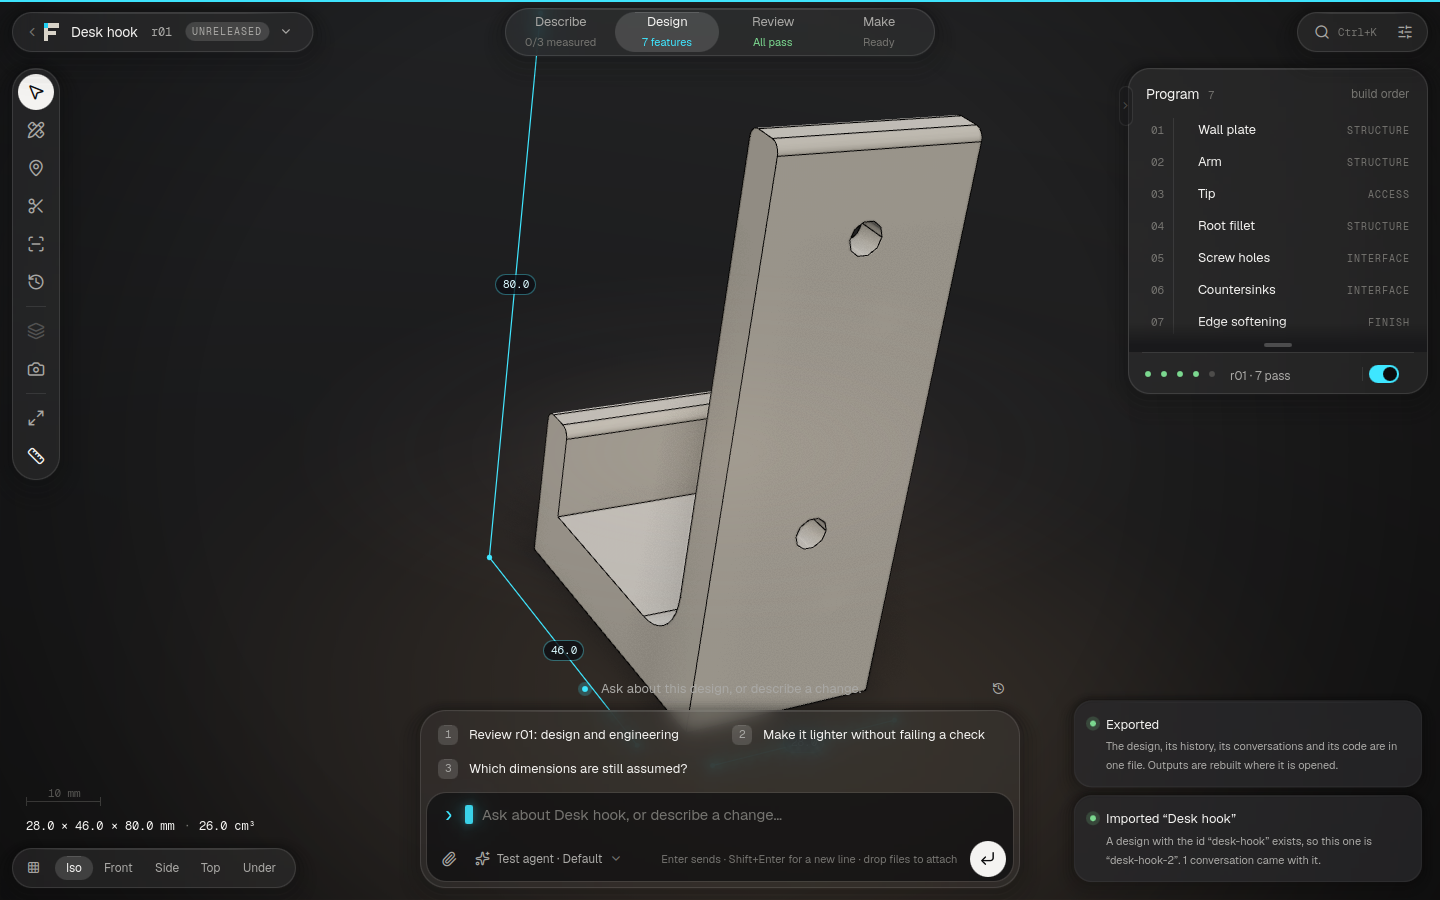 Desk hook r01 UNRELEASED
Describe
0/3 measured
Design
7 features
Review
All pass
Make
Ready
Ctrl+K
Program 7 build order
01 Wall plate STRUCTURE
02 Arm STRUCTURE
03 Tip ACCESS
04 Root fillet STRUCTURE
05 Screw holes INTERFACE
06 Countersinks INTERFACE
07 Edge softening FINISH
r01 · 7 pass
80.0
46.0
Ask about this design, or describe a change.
1 Review r01: design and engineering
2 Make it lighter without failing a check
3 Which dimensions are still assumed?
Ask about Desk hook, or describe a change...
Test agent · Default
Enter sends · Shift+Enter for a new line · drop files to attach
10 mm
28.0 × 46.0 × 80.0 mm · 26.0 cm³
Iso Front Side Top Under
Exported
The design, its history, its conversations and its code are in
one file. Outputs are rebuilt where it is opened.
Imported “Desk hook”
A design with the id “desk-hook” exists, so this one is
“desk-hook-2”. 1 conversation came with it.